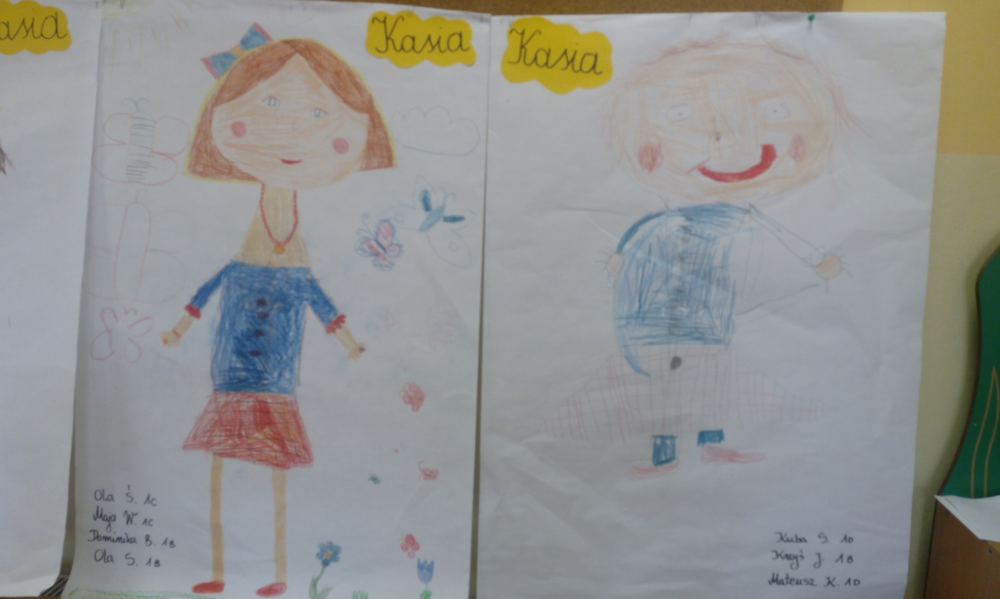 asia
Kasia
Kasia
Ola Ś. 1c
Maja W. 1c
Dominika B. 1B
Ola S. 1B
Kuba S. 1D
Krzyś J. 1B
Mateusz K. 1D